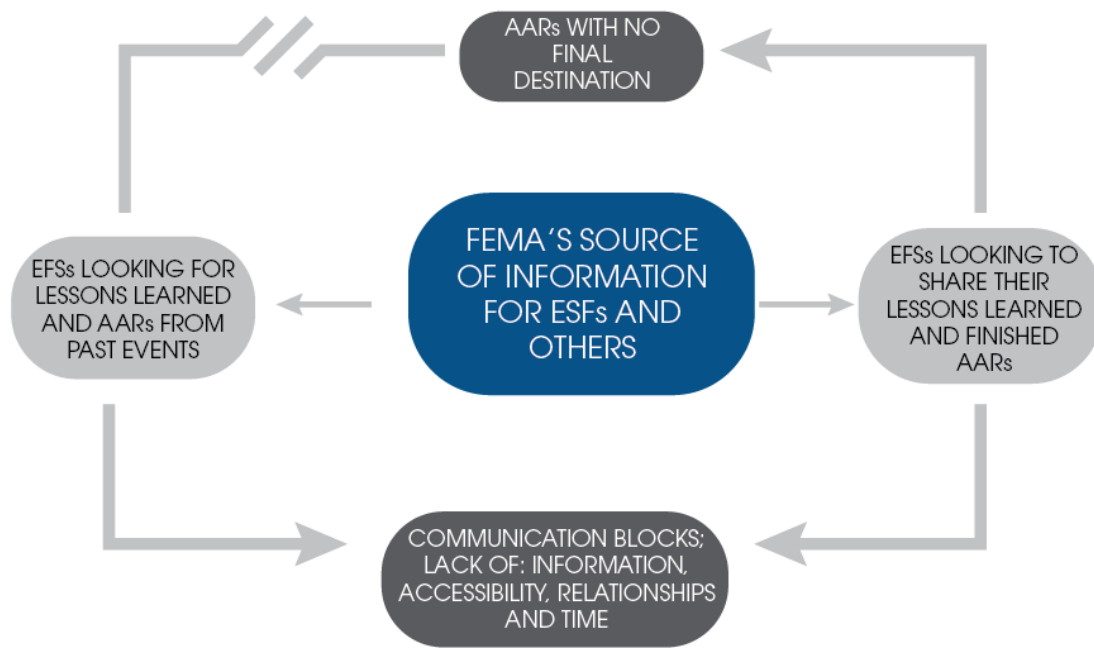 AARs WITH NO
FINAL
DESTINATION
FEMA‘S SOURCE
OF INFORMATION
FOR ESFs AND
OTHERS
EFSs LOOKING FOR
LESSONS LEARNED
AND AARs FROM
PAST EVENTS
EFSs LOOKING TO
SHARE THEIR
LESSONS LEARNED
AND FINISHED
AARs
COMMUNICATION BLOCKS;
LACK OF: INFORMATION,
ACCESSIBILITY, RELATIONSHIPS
AND TIME